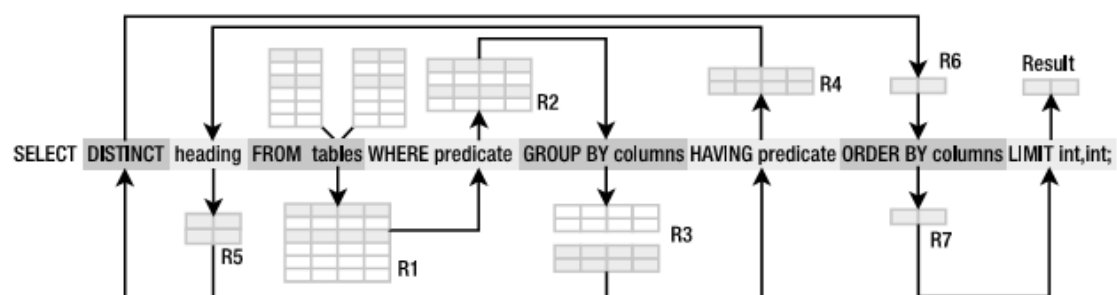 R6
Result
R2
R4
SELECT DISTINCT heading FROM tables WHERE predicate GROUP BY columns HAVING predicate ORDER BY columns LIMIT int,int;
R5
R1
R3
R7